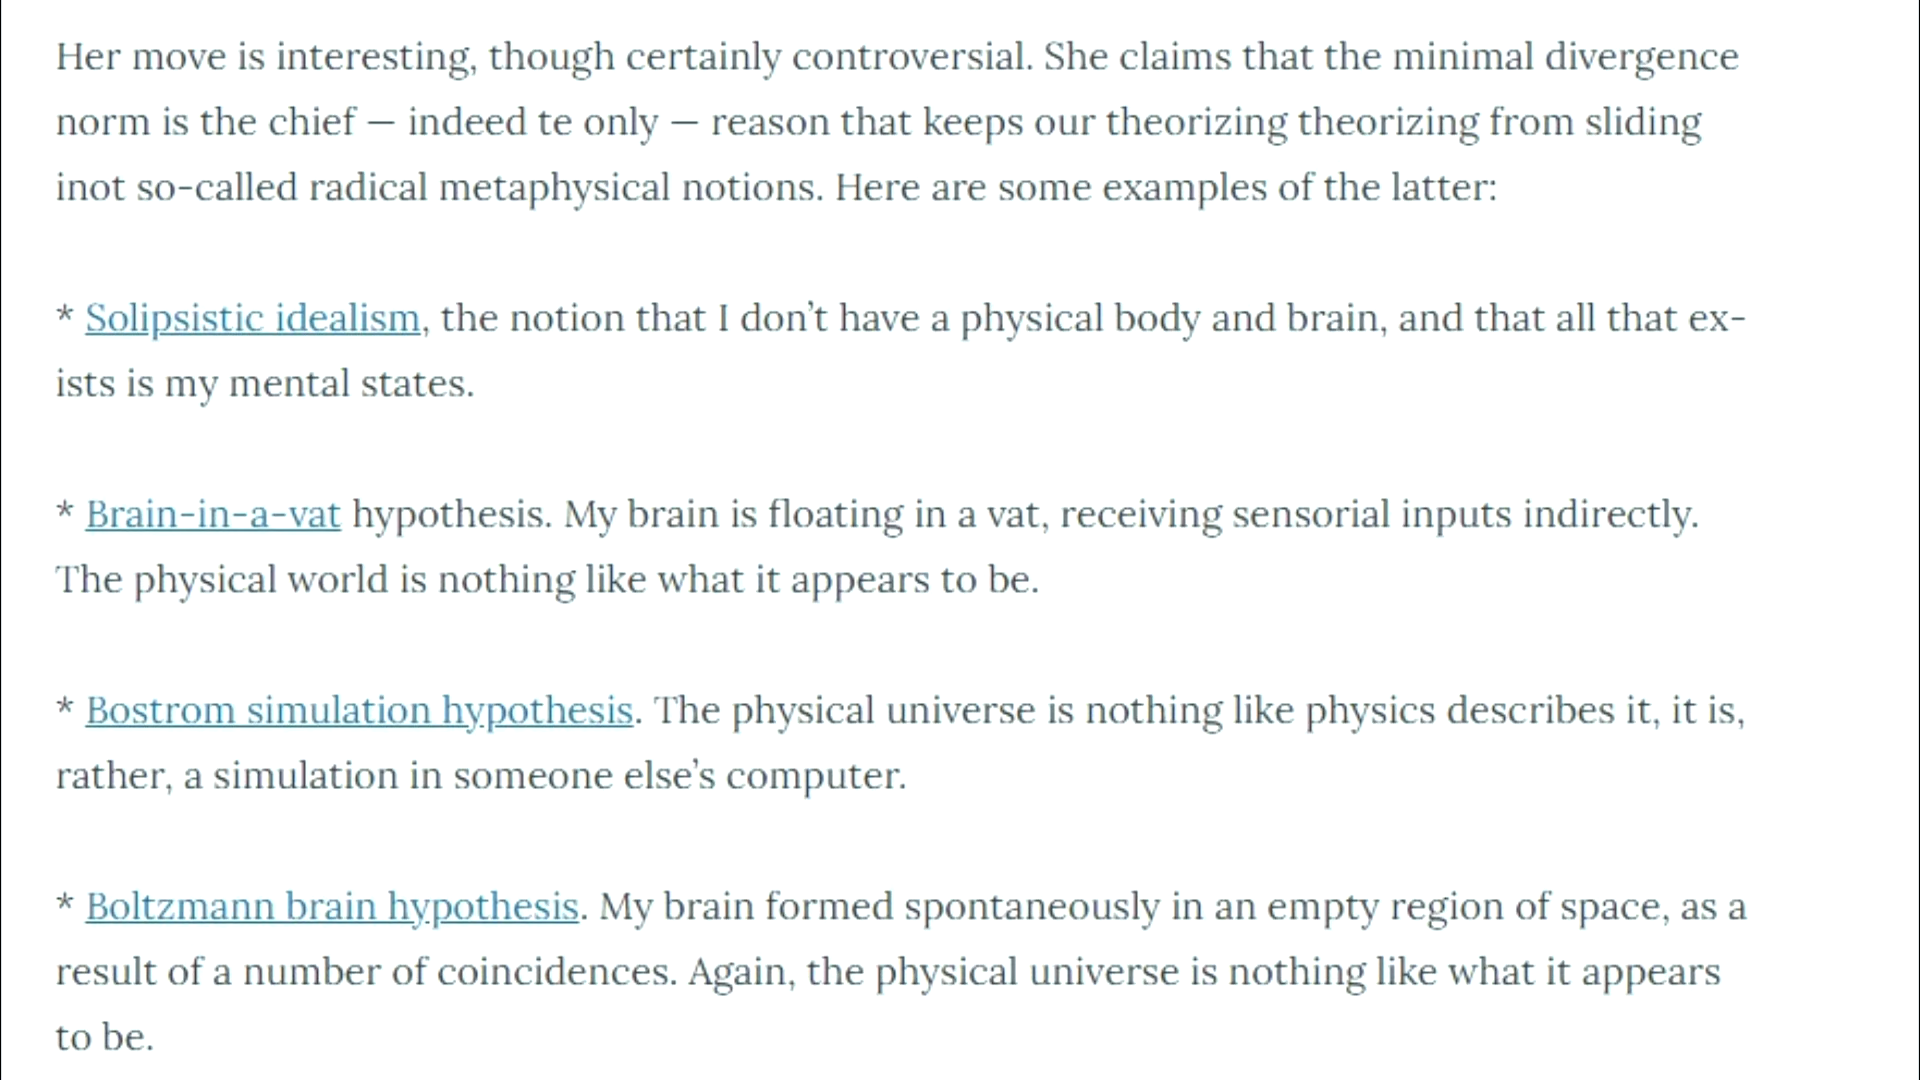 Her move is interesting, though certainly controversial. She claims that the minimal divergence
norm is the chief — indeed te only — reason that keeps our theorizing theorizing from sliding
inot so-called radical metaphysical notions. Here are some examples of the latter:
* Solipsistic idealism, the notion that I don’t have a physical body and brain, and that all that ex-
ists is my mental states.
* Brain-in-a-vat hypothesis. My brain is floating in a vat, receiving sensorial inputs indirectly.
The physical world is nothing like what it appears to be.
* Bostrom simulation hypothesis. The physical universe is nothing like physics describes it, it is,
rather, a simulation in someone else’s computer.
* Boltzmann brain hypothesis. My brain formed spontaneously in an empty region of space, as a
result of a number of coincidences. Again, the physical universe is nothing like what it appears
to be.